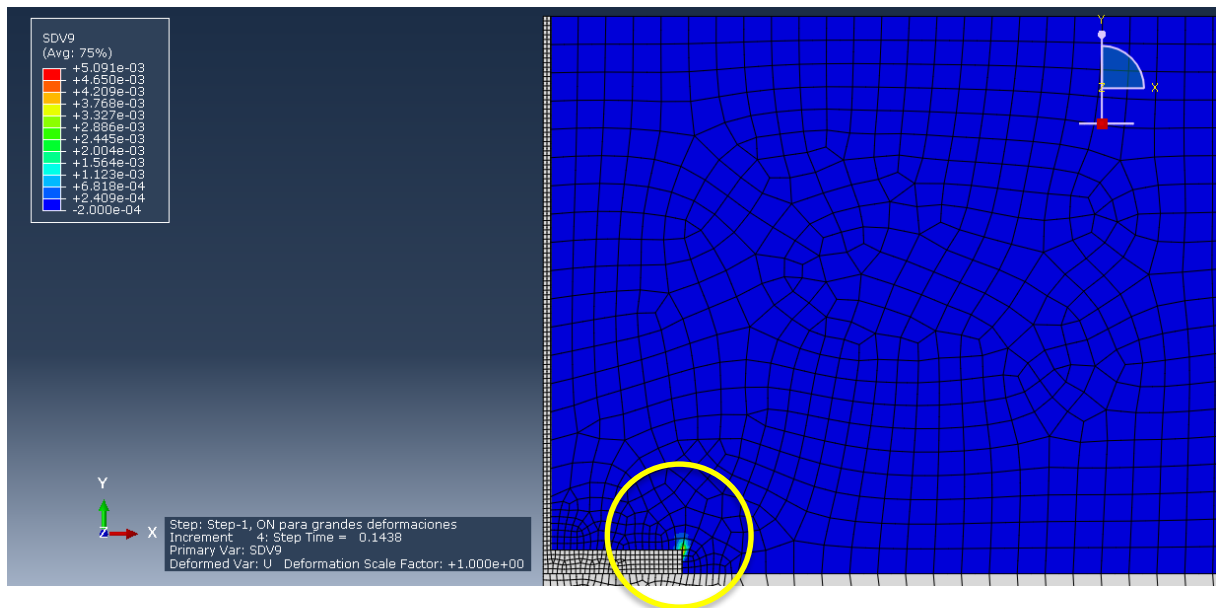 SDV9
(Avg: 75%)
+5.091e-03
+4.650e-03
+4.209e-03
+3.768e-03
+3.327e-03
+2.886e-03
+2.445e-03
+2.004e-03
+1.564e-03
+1.123e-03
+6.818e-04
+2.409e-04
-2.000e-04
Y
Z
X
Y
Z
X
Step: Step-1, ON para grandes deformaciones
Increment 4: Step Time = 0.1438
Primary Var: SDV9
Deformed Var: U Deformation Scale Factor: +1.000e+00